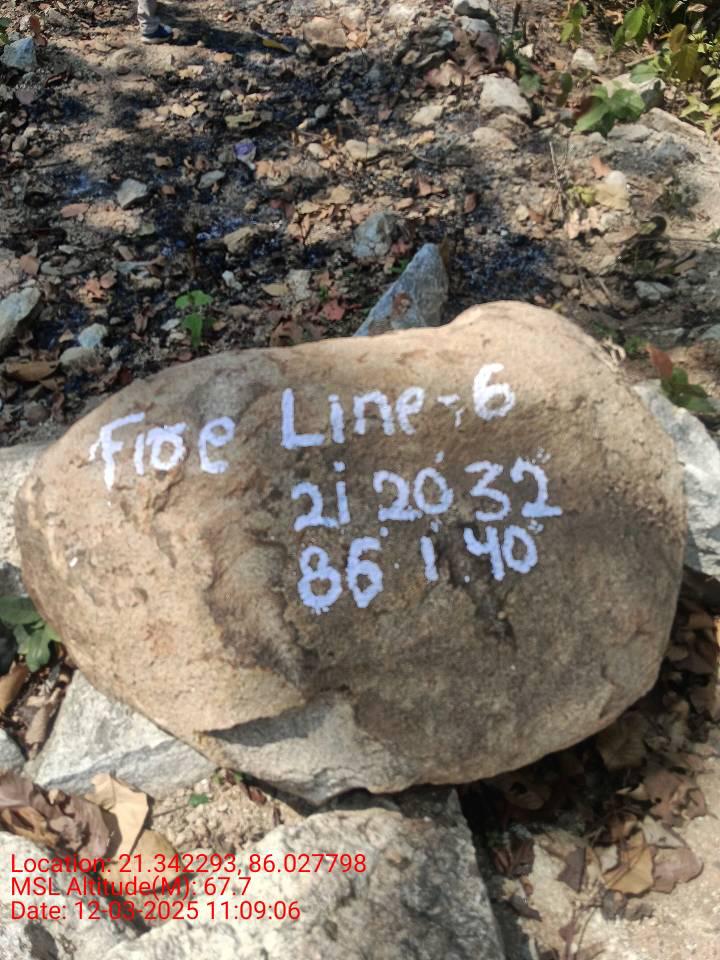 Fire Line-6
21° 20' 32"
86° 1' 40"
Location: 21.342293, 86.027798
MSL Altitude(M): 67.7
Date: 12-03-2025 11:09:06